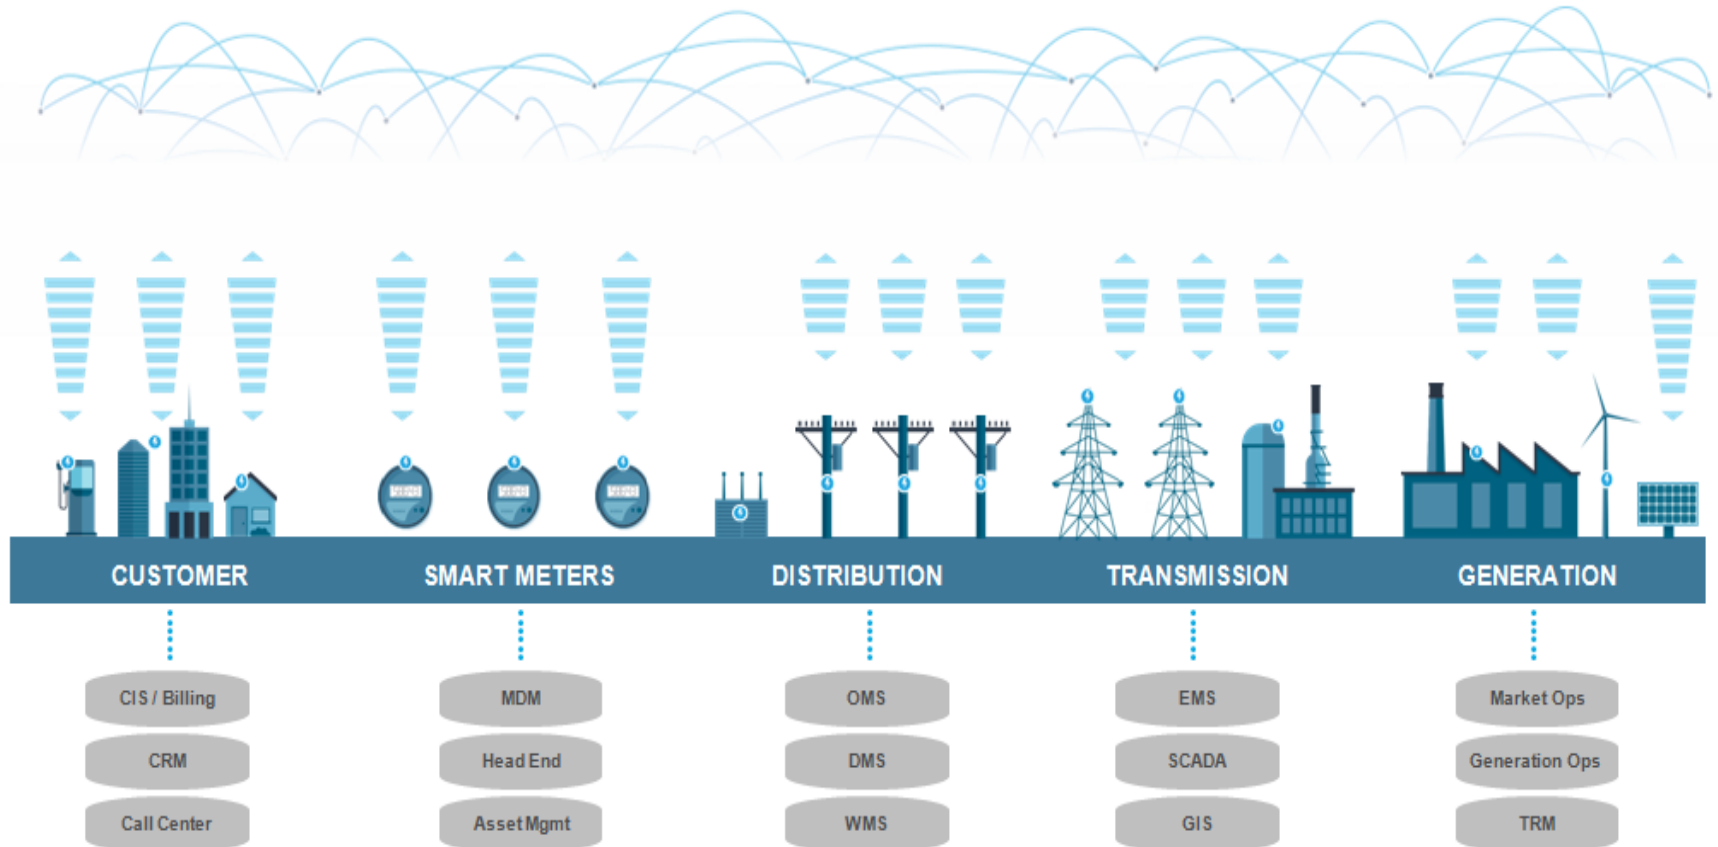 CUSTOMER
SMART METERS
DISTRIBUTION
TRANSMISSION
GENERATION
CIS / Billing
MDM
OMS
EMS
Market Ops
CRM
Head End
DMS
SCADA
Generation Ops
Call Center
Asset Mgmt
WMS
GIS
TRM